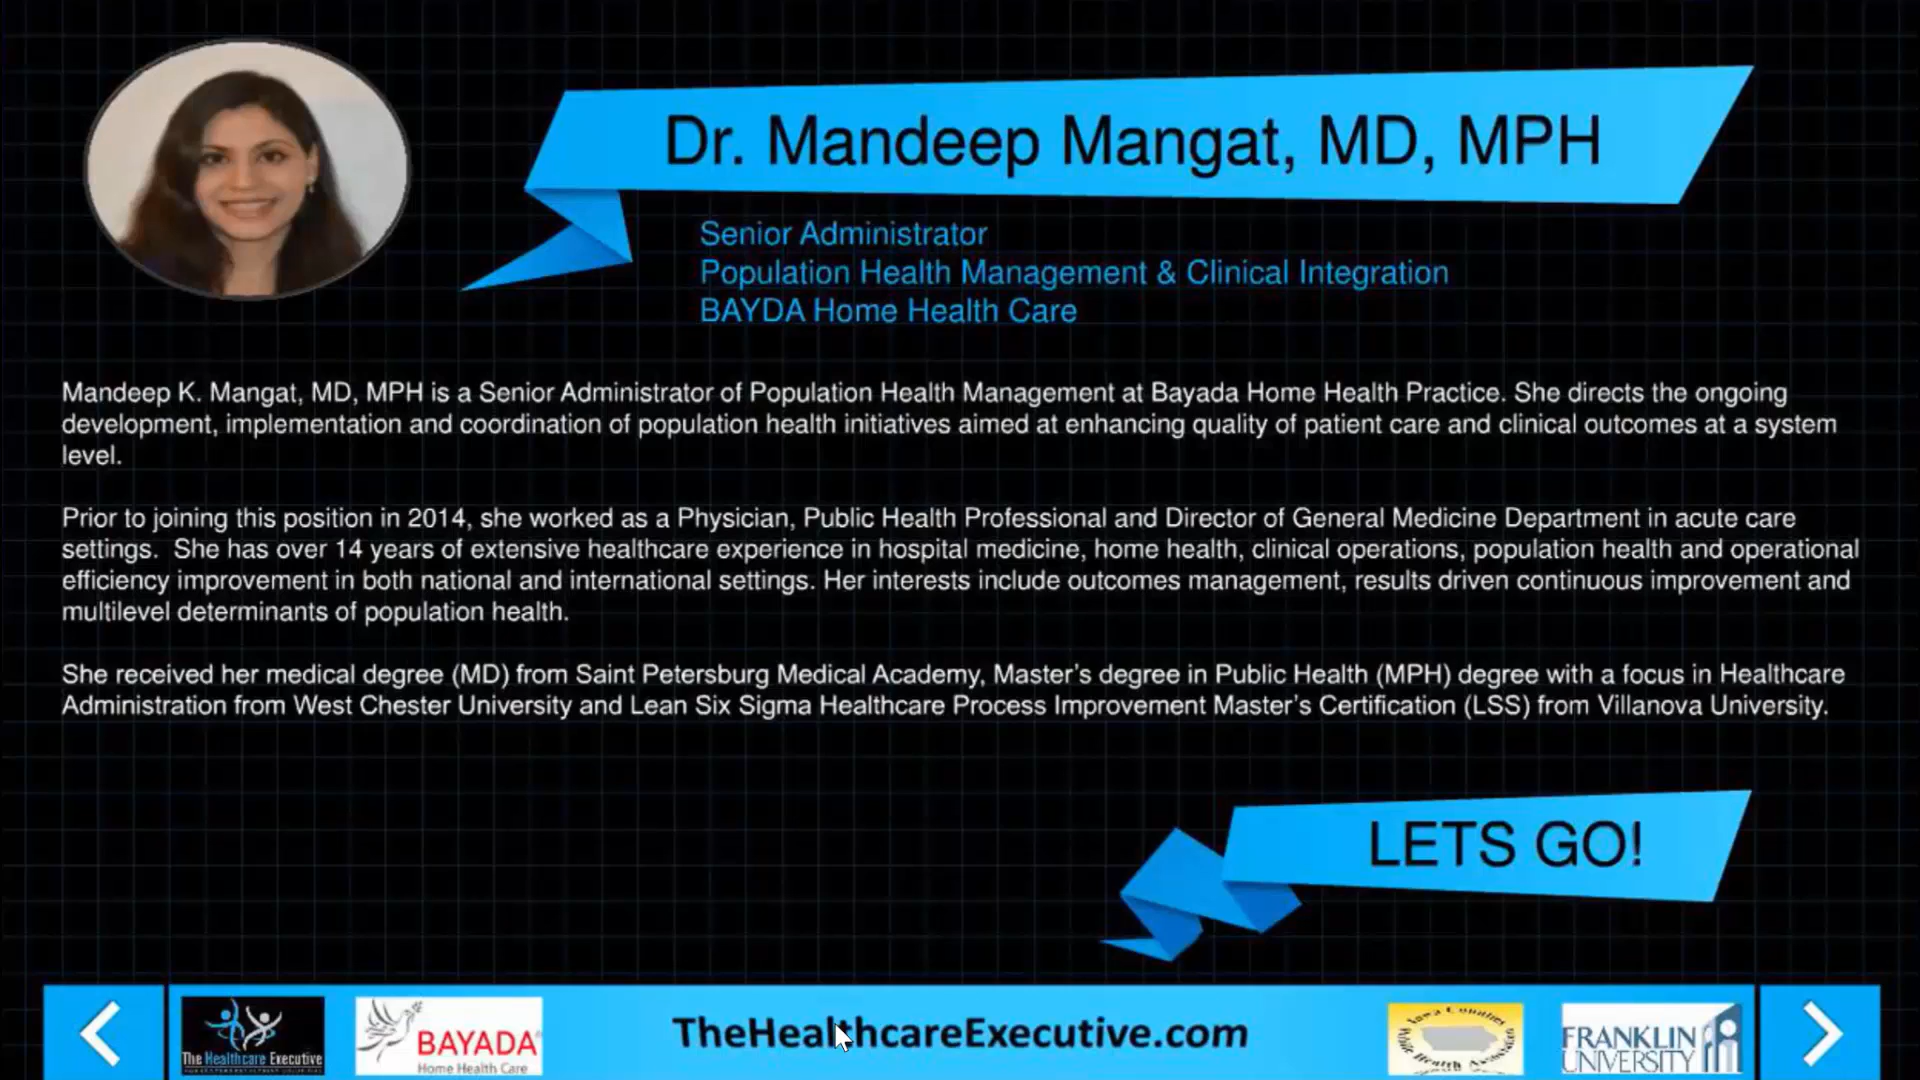 Dr. Mandeep Mangat, MD, MPH
Senior Administrator
Population Health Management & Clinical Integration
BAYDA Home Health Care
Mandeep K. Mangat, MD, MPH is a Senior Administrator of Population Health Management at Bayada Home Health Practice. She directs the ongoing
development, implementation and coordination of population health initiatives aimed at enhancing quality of patient care and clinical outcomes at a system
level.
Prior to joining this position in 2014, she worked as a Physician, Public Health Professional and Director of General Medicine Department in acute care
settings.  She has over 14 years of extensive healthcare experience in hospital medicine, home health, clinical operations, population health and operational
efficiency improvement in both national and international settings. Her interests include outcomes management, results driven continuous improvement and
multilevel determinants of population health.
She received her medical degree (MD) from Saint Petersburg Medical Academy, Master's degree in Public Health (MPH) degree with a focus in Healthcare
Administration from West Chester University and Lean Six Sigma Healthcare Process Improvement Master's Certification (LSS) from Villanova University.
LETS GO!
The Healthcare Executive
BAYADA
Home Health Care
TheHealthcareExecutive.com
Iowa Counties
Public Health Association
FRANKLIN
UNIVERSITY